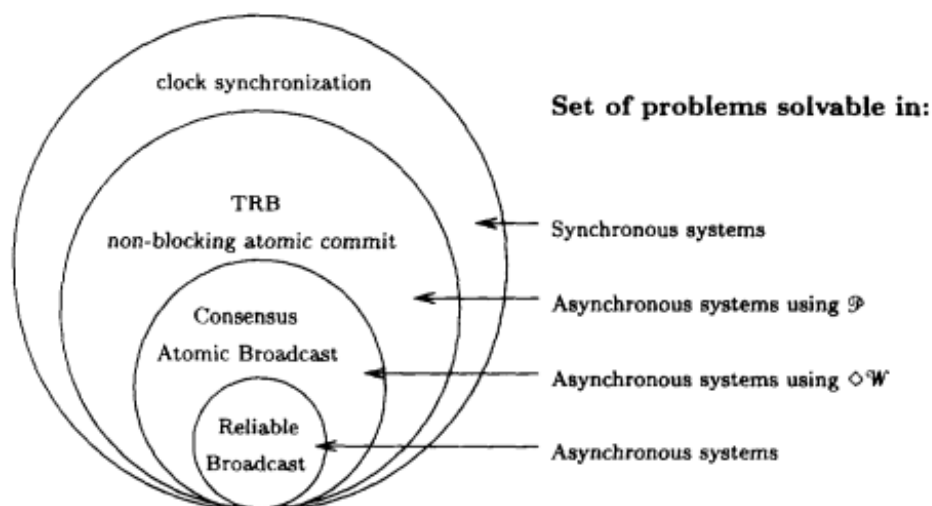 clock synchronization
TRB
non-blocking atomic commit
Consensus
Atomic Broadcast
Reliable
Broadcast
Set of problems solvable in:
Synchronous systems
Asynchronous systems using 𝒫
Asynchronous systems using ◇𝒲
Asynchronous systems